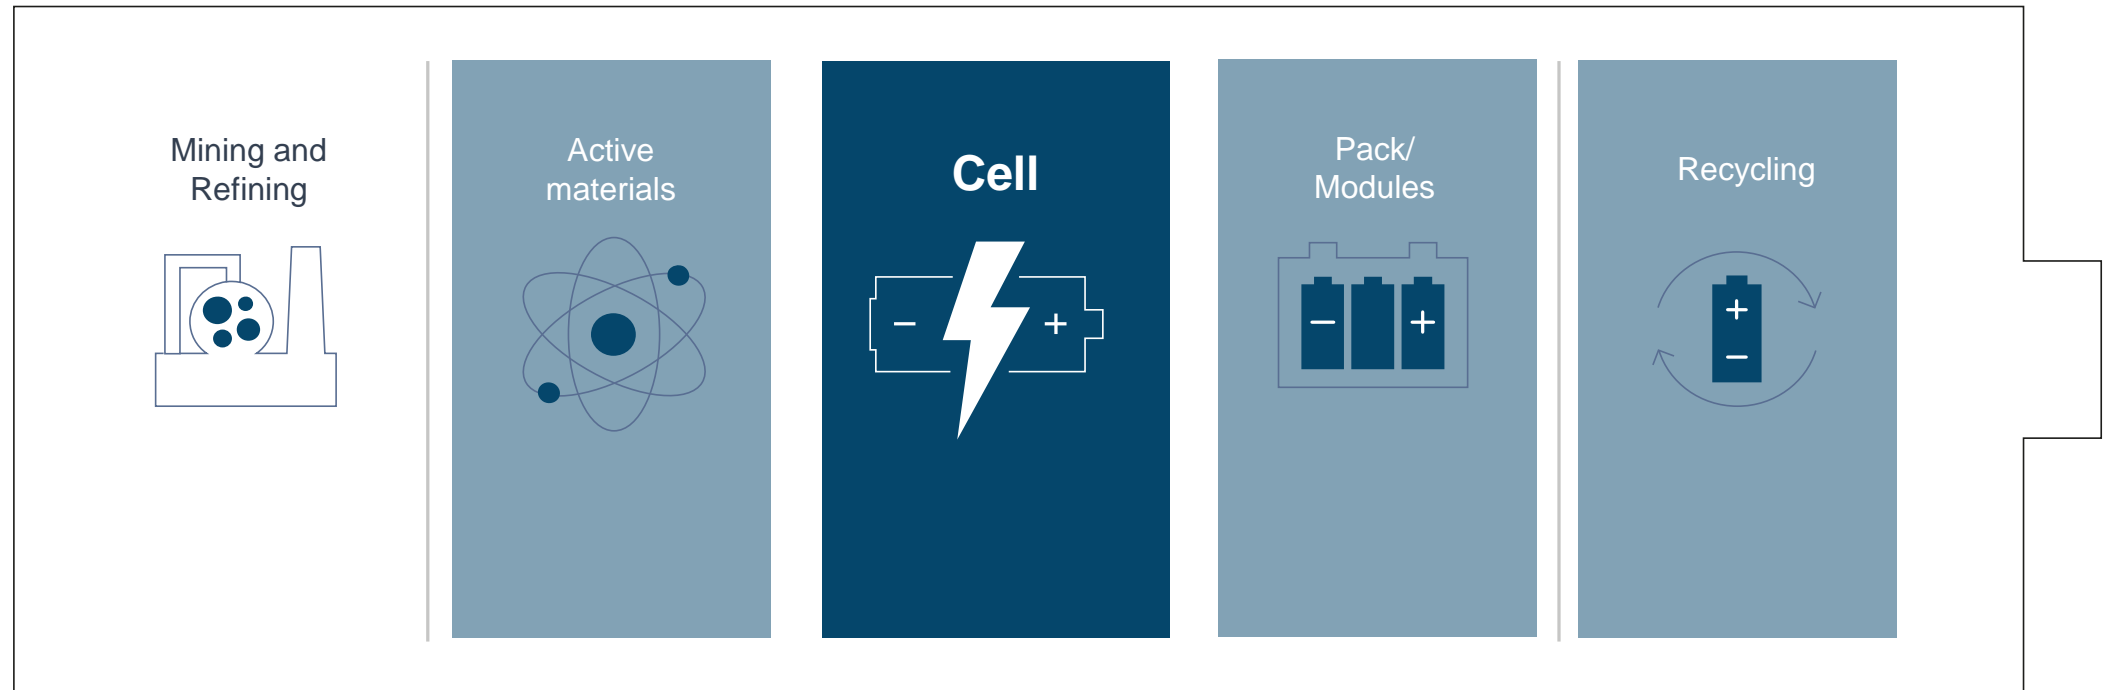 Mining and
Refining
Active
materials
Cell
Pack/
Modules
Recycling